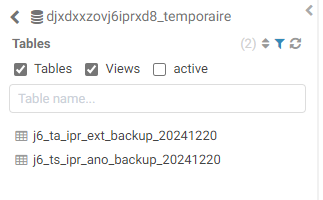 djxdxxzovj6iprxd8_temporaire
Tables (2)
Tables Views active
Table name...
j6_ta_ipr_ext_backup_20241220
j6_ts_ipr_ano_backup_20241220